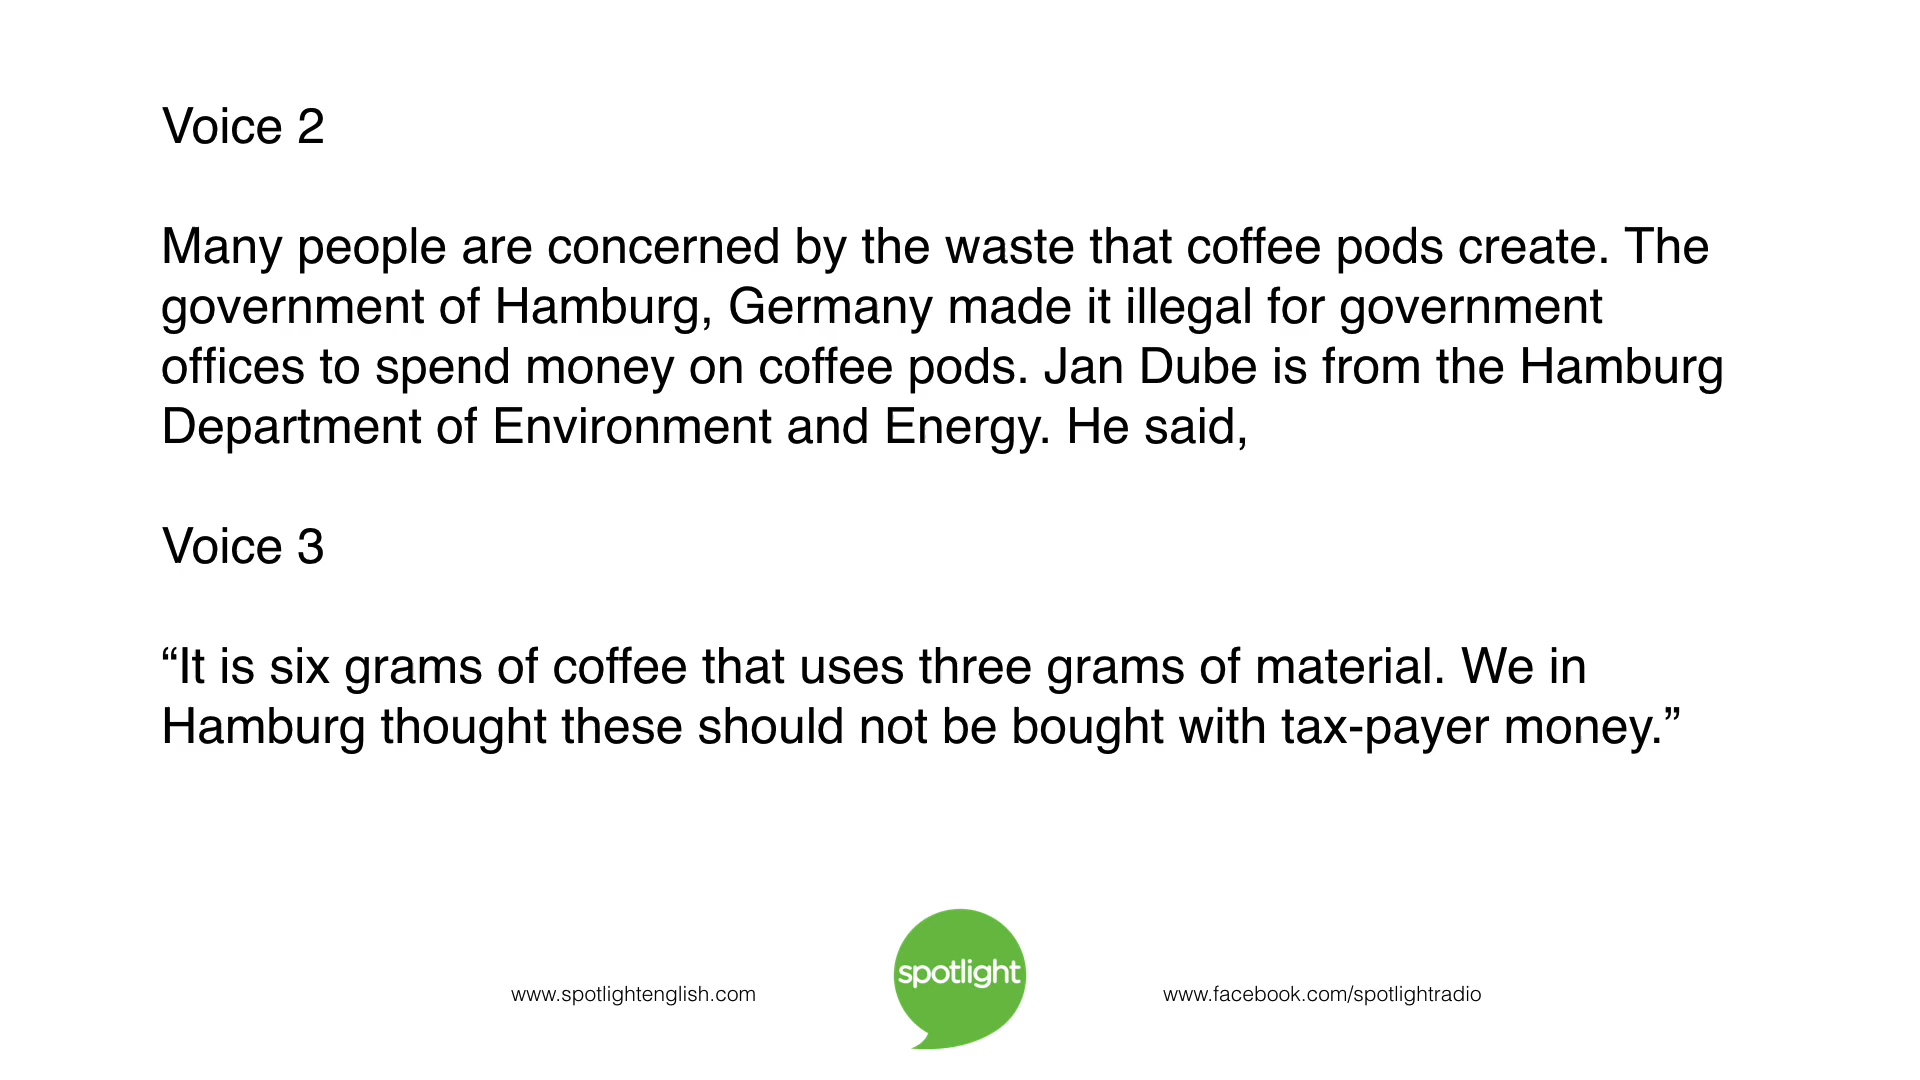 Voice 2
Many people are concerned by the waste that coffee pods create. The
government of Hamburg, Germany made it illegal for government
offices to spend money on coffee pods. Jan Dube is from the Hamburg
Department of Environment and Energy. He said,
Voice 3
“It is six grams of coffee that uses three grams of material. We in
Hamburg thought these should not be bought with tax-payer money.”
www.spotlightenglish.com
spotlight
www.facebook.com/spotlightradio